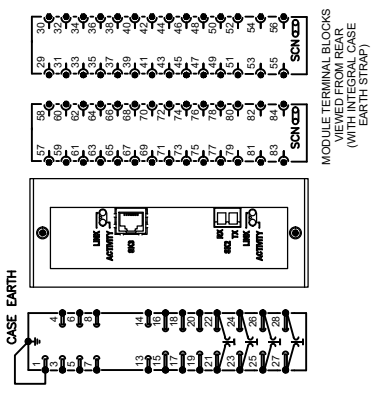 29 30
31 32
33 34
35 36
37 38
39 40
41 42
43 44
45 46
47 48
49 50
51 52
53 54
55 56
SCN
57 58
59 60
61 62
63 64
65 66
67 68
69 70
71 72
73 74
75 76
77 78
79 80
81 82
83 84
SCN
LINK
ACTIVITY
SK3
RX
TX
SK2
LINK
ACTIVITY
CASE EARTH
1
3 4
5 6
7 8
13 14
15 16
17 18
19 20
21 22
23 24
25 26
27 28
MODULE TERMINAL BLOCKS
VIEWED FROM REAR
(WITH INTEGRAL CASE
EARTH STRAP)